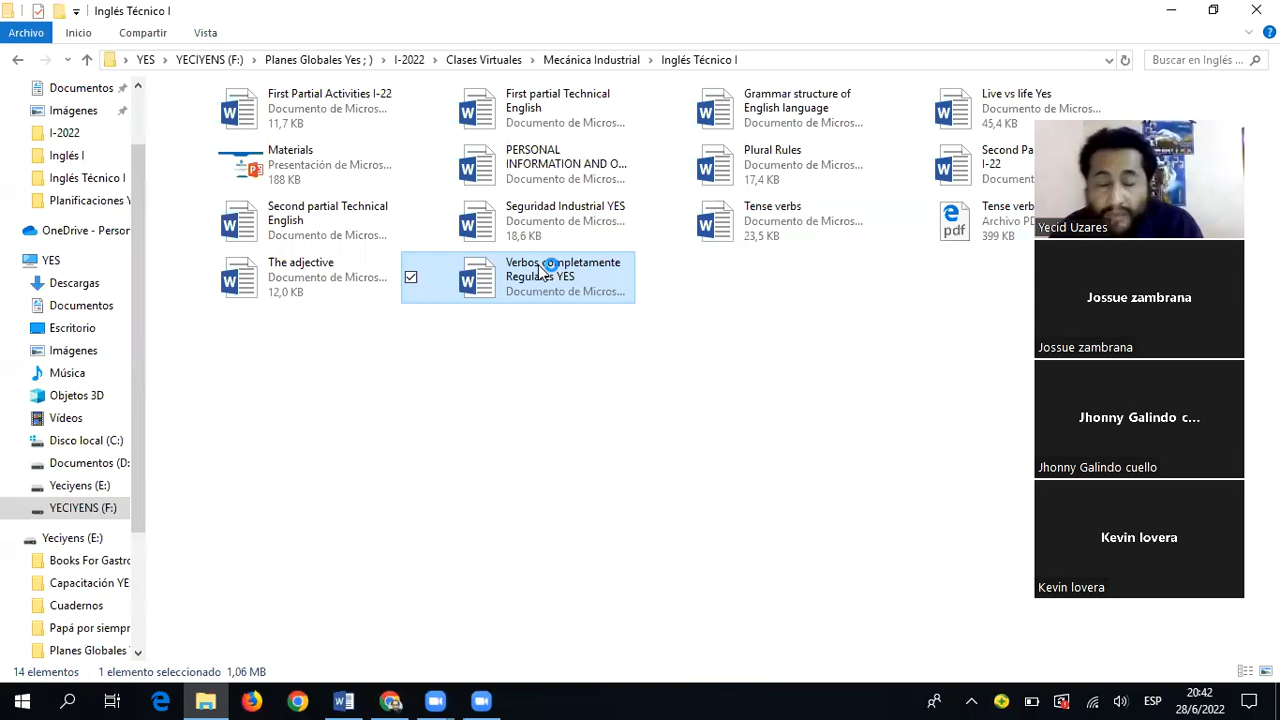 Inglés Técnico I
Archivo
Inicio
Compartir
Vista
YES
YECIYENS (F:)
Planes Globales Yes ; )
I-2022
Clases Virtuales
Mecánica Industrial
Inglés Técnico I
Buscar en Inglés ...
Documentos
Imágenes
I-2022
Inglés I
Inglés Técnico I
Planificaciones Y
OneDrive - Person
YES
Descargas
Documentos
Escritorio
Imágenes
Música
Objetos 3D
Vídeos
Disco local (C:)
Documentos (D:
Yeciyens (E:)
YECIYENS (F:)
Yeciyens (E:)
Books For Gastro
Capacitación YE
Cuadernos
Papá por siempr
Planes Globales
First Partial Activities I-22
Documento de Micros...
11,7 KB
First partial Technical
English
Documento de Micros...
Grammar structure of
English language
Documento de Micros...
Live vs life Yes
Documento de Micros...
45,4 KB
Materials
Presentación de Micros...
188 KB
PERSONAL
INFORMATION AND O...
Documento de Micros...
Plural Rules
Documento de Micros...
17,4 KB
Second Pa
I-22
Document
Second partial Technical
English
Documento de Micros...
Seguridad Industrial YES
Documento de Micros...
18,6 KB
Tense verbs
Documento de Micros...
23,5 KB
Tense verb
Archivo PD
399 KB
The adjective
Documento de Micros...
12,0 KB
Verbos completamente
Regulares YES
Documento de Micros...
Yecid Uzares
Jossue zambrana
Jossue zambrana
Jhonny Galindo c...
Jhonny Galindo cuello
Kevin lovera
Kevin lovera
14 elementos
1 elemento seleccionado
1,06 MB
ESP
20:42
28/6/2022